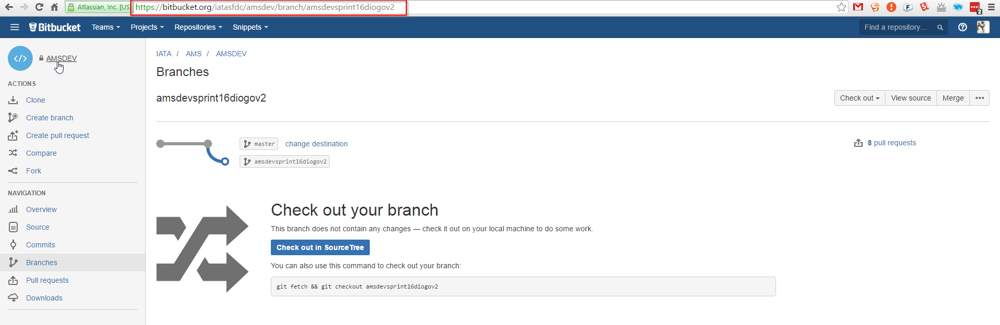 Atlassian, Inc. [US] https://bitbucket.org/iatasfdc/amsdev/branch/amsdevsprint16diogov2
2
Bitbucket Teams Projects Repositories Snippets Find a repository...
AMSDEV
ACTIONS
Clone
Create branch
Create pull request
Compare
Fork
NAVIGATION
Overview
Source
Commits
Branches
Pull requests
Downloads
IATA / AMS / AMSDEV
Branches
amsdevsprint16diogov2
Check out View source Merge •••
master change destination
amsdevsprint16diogov2
8 pull requests
Check out your branch
This branch does not contain any changes — check it out on your local machine to do some work.
Check out in SourceTree
You can also use this command to check out your branch:
git fetch && git checkout amsdevsprint16diogov2